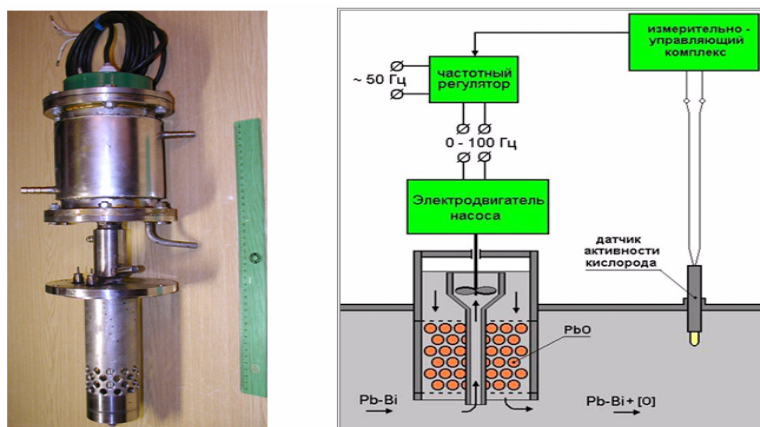 измерительно -
управляющий
комплекс
частотный
регулятор
~ 50 Гц
0 - 100 Гц
Электродвигатель
насоса
датчик
активности
кислорода
PbO
Pb-Bi
Pb-Bi + [O]